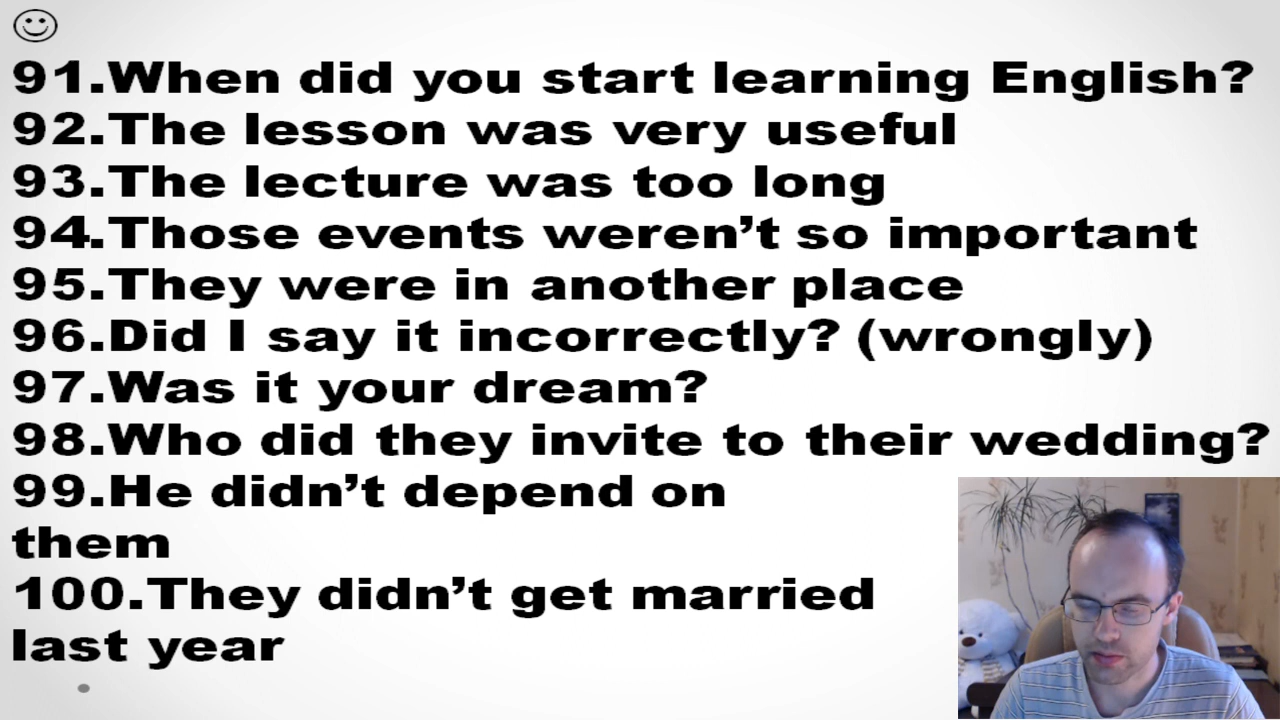 91.When did you start learning English?
92.The lesson was very useful
93.The lecture was too long
94.Those events weren’t so important
95.They were in another place
96.Did I say it incorrectly? (wrongly)
97.Was it your dream?
98.Who did they invite to their wedding?
99.He didn’t depend on
them
100.They didn’t get married
last year